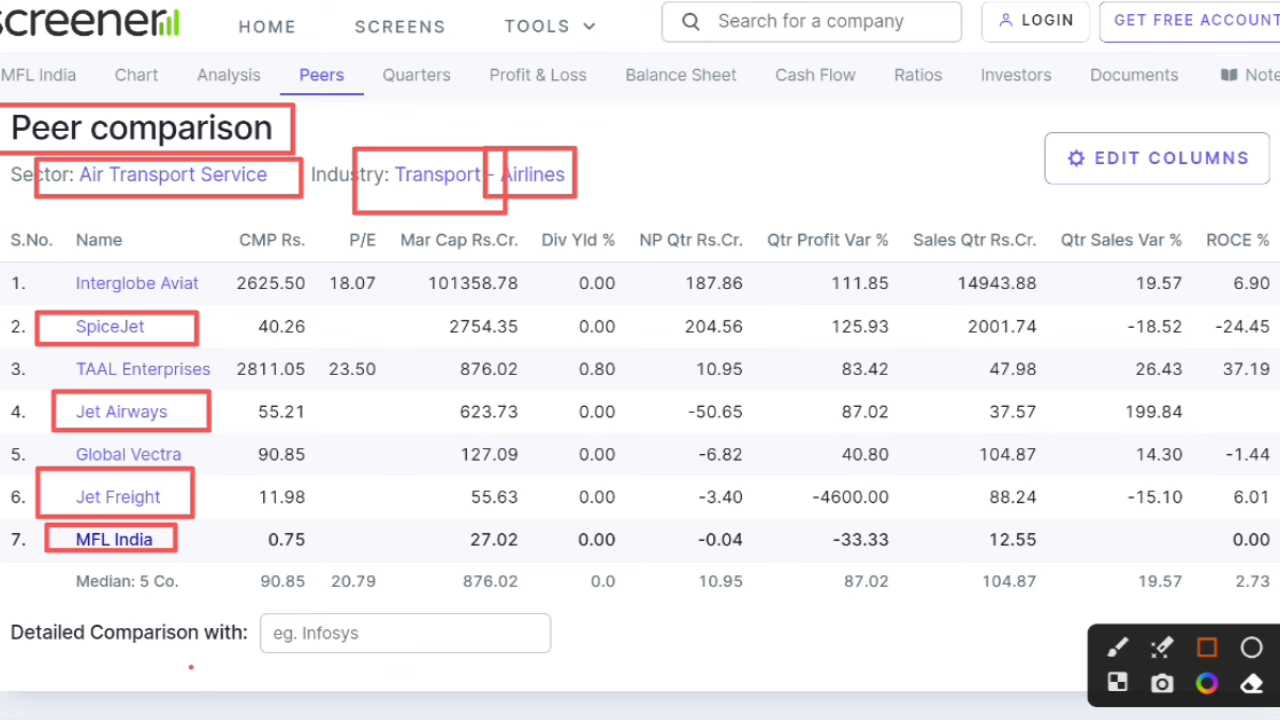 screener
HOME SCREENS TOOLS Search for a company LOGIN GET FREE ACCOUNT
MFL India Chart Analysis Peers Quarters Profit & Loss Balance Sheet Cash Flow Ratios Investors Documents Note
Peer comparison
Sector: Air Transport Service Industry: Transport - Airlines
EDIT COLUMNS
S.No. Name CMP Rs. P/E Mar Cap Rs.Cr. Div Yld % NP Qtr Rs.Cr. Qtr Profit Var % Sales Qtr Rs.Cr. Qtr Sales Var % ROCE %
1. Interglobe Aviat 2625.50 18.07 101358.78 0.00 187.86 111.85 14943.88 19.57 6.90
2. SpiceJet 40.26 2754.35 0.00 204.56 125.93 2001.74 -18.52 -24.45
3. TAAL Enterprises 2811.05 23.50 876.02 0.80 10.95 83.42 47.98 26.43 37.19
4. Jet Airways 55.21 623.73 0.00 -50.65 87.02 37.57 199.84
5. Global Vectra 90.85 127.09 0.00 -6.82 40.80 104.87 14.30 -1.44
6. Jet Freight 11.98 55.63 0.00 -3.40 -4600.00 88.24 -15.10 6.01
7. MFL India 0.75 27.02 0.00 -0.04 -33.33 12.55 0.00
Median: 5 Co. 90.85 20.79 876.02 0.0 10.95 87.02 104.87 19.57 2.73
Detailed Comparison with: eg. Infosys